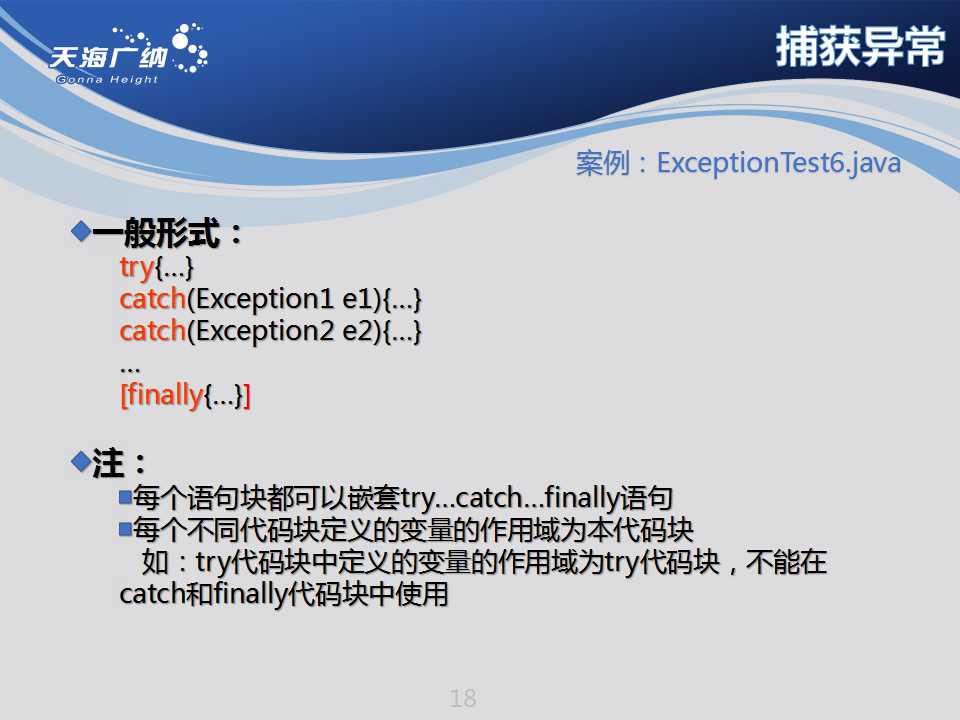 天海广纳
Gonna Height
捕获异常
案例：ExceptionTest6.java
一般形式：
try{...}
catch(Exception1 e1){...}
catch(Exception2 e2){...}
...
[finally{...}]
注：
每个语句块都可以嵌套try...catch...finally语句
每个不同代码块定义的变量的作用域为本代码块
如：try代码块中定义的变量的作用域为try代码块，不能在
catch和finally代码块中使用
18